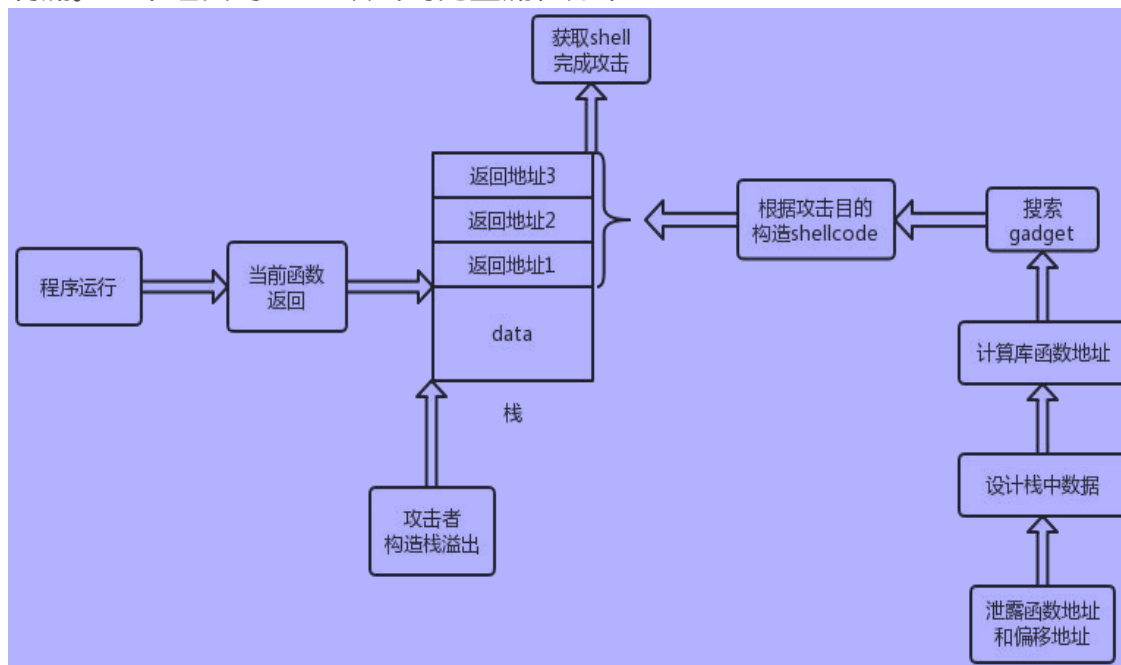 获取shell
完成攻击
返回地址3
返回地址2
返回地址1
data
栈
程序运行
当前函数
返回
攻击者
构造栈溢出
根据攻击目的
构造shellcode
搜索
gadget
计算库函数地址
设计栈中数据
泄露函数地址
和偏移地址